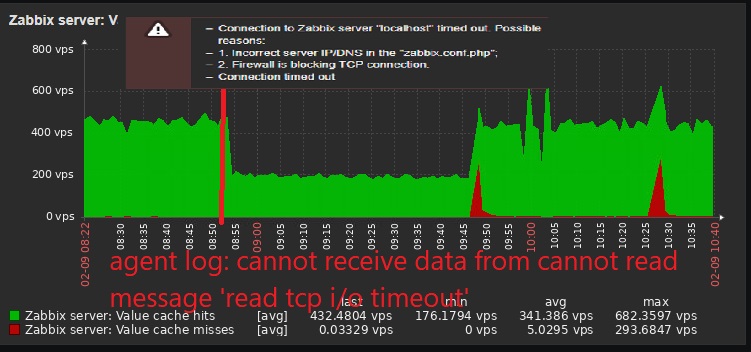 Zabbix server: V
– Connection to Zabbix server "localhost" timed out. Possible
reasons:
– 1. Incorrect server IP/DNS in the "zabbix.conf.php";
– 2. Firewall is blocking TCP connection.
– Connection timed out
800 vps
600 vps
400 vps
200 vps
0 vps
02-09 08:22
08:30
08:35
08:40
08:45
08:50
08:55
09:00
09:05
09:10
09:15
09:20
09:25
09:30
09:35
09:40
09:45
09:50
09:55
10:00
10:05
10:10
10:15
10:20
10:25
10:30
10:35
02-09 10:40
agent log: cannot receive data from cannot read
message 'read tcp i/o timeout'
last min avg max
Zabbix server: Value cache hits [avg] 432.4804 vps 176.1794 vps 341.386 vps 682.3597 vps
Zabbix server: Value cache misses [avg] 0.03329 vps 0 vps 5.0295 vps 293.6847 vps